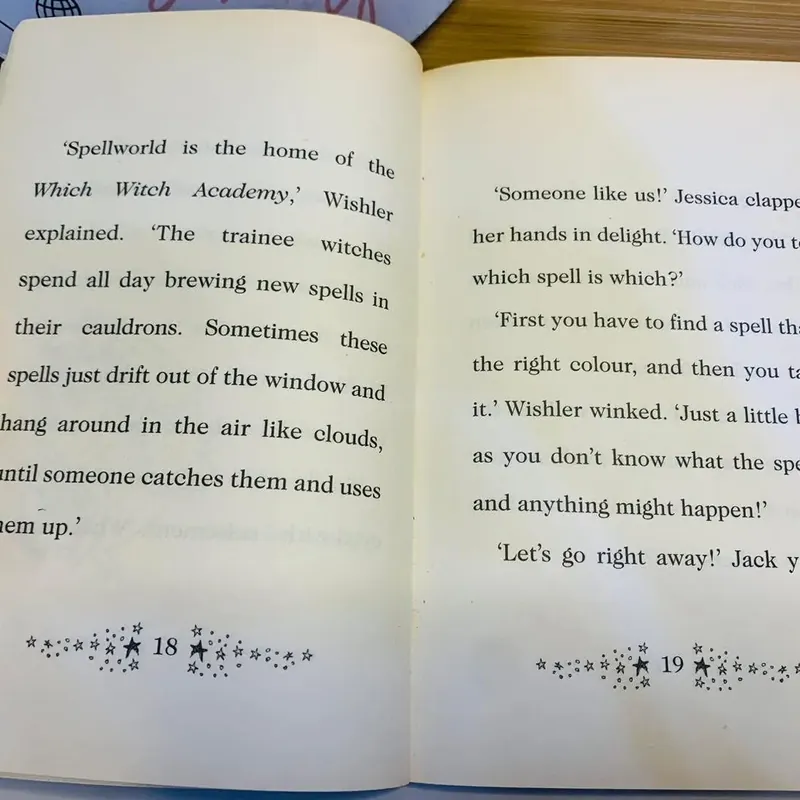 ‘Spellworld is the home of the
Which Witch Academy,’ Wishler
explained. ‘The trainee witches
spend all day brewing new spells in
their cauldrons. Sometimes these
spells just drift out of the window and
hang around in the air like clouds,
until someone catches them and uses
up.’
18
‘Someone like us!’ Jessica
her hands in delight. ‘How do you
which spell is which?’
‘First you have to find a spell
the right colour, and then you
it.’ Wishler winked. ‘Just a little
as you don’t know what the
and anything might happen!’
‘Let’s go right away!’ Jack
19